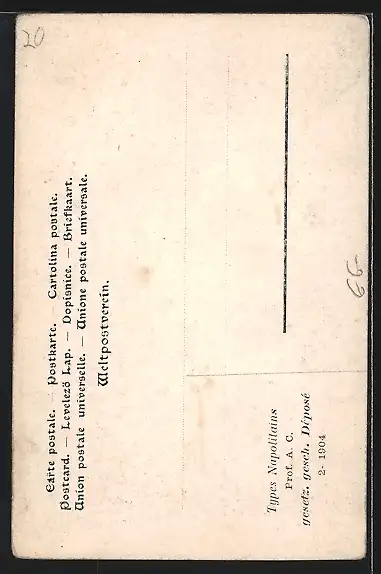 Carte postale. — Postkarte. — Cartolina postale.
Postcard. — Levelező Lap. — Dopisnice. — Briefkaart.
Union postale universelle. — Unione postale universale.
Weltpostverein.
Types Napolitains
Prof. A. C.
gesetz. gesch. Déposé
2 - 1904
20
66-